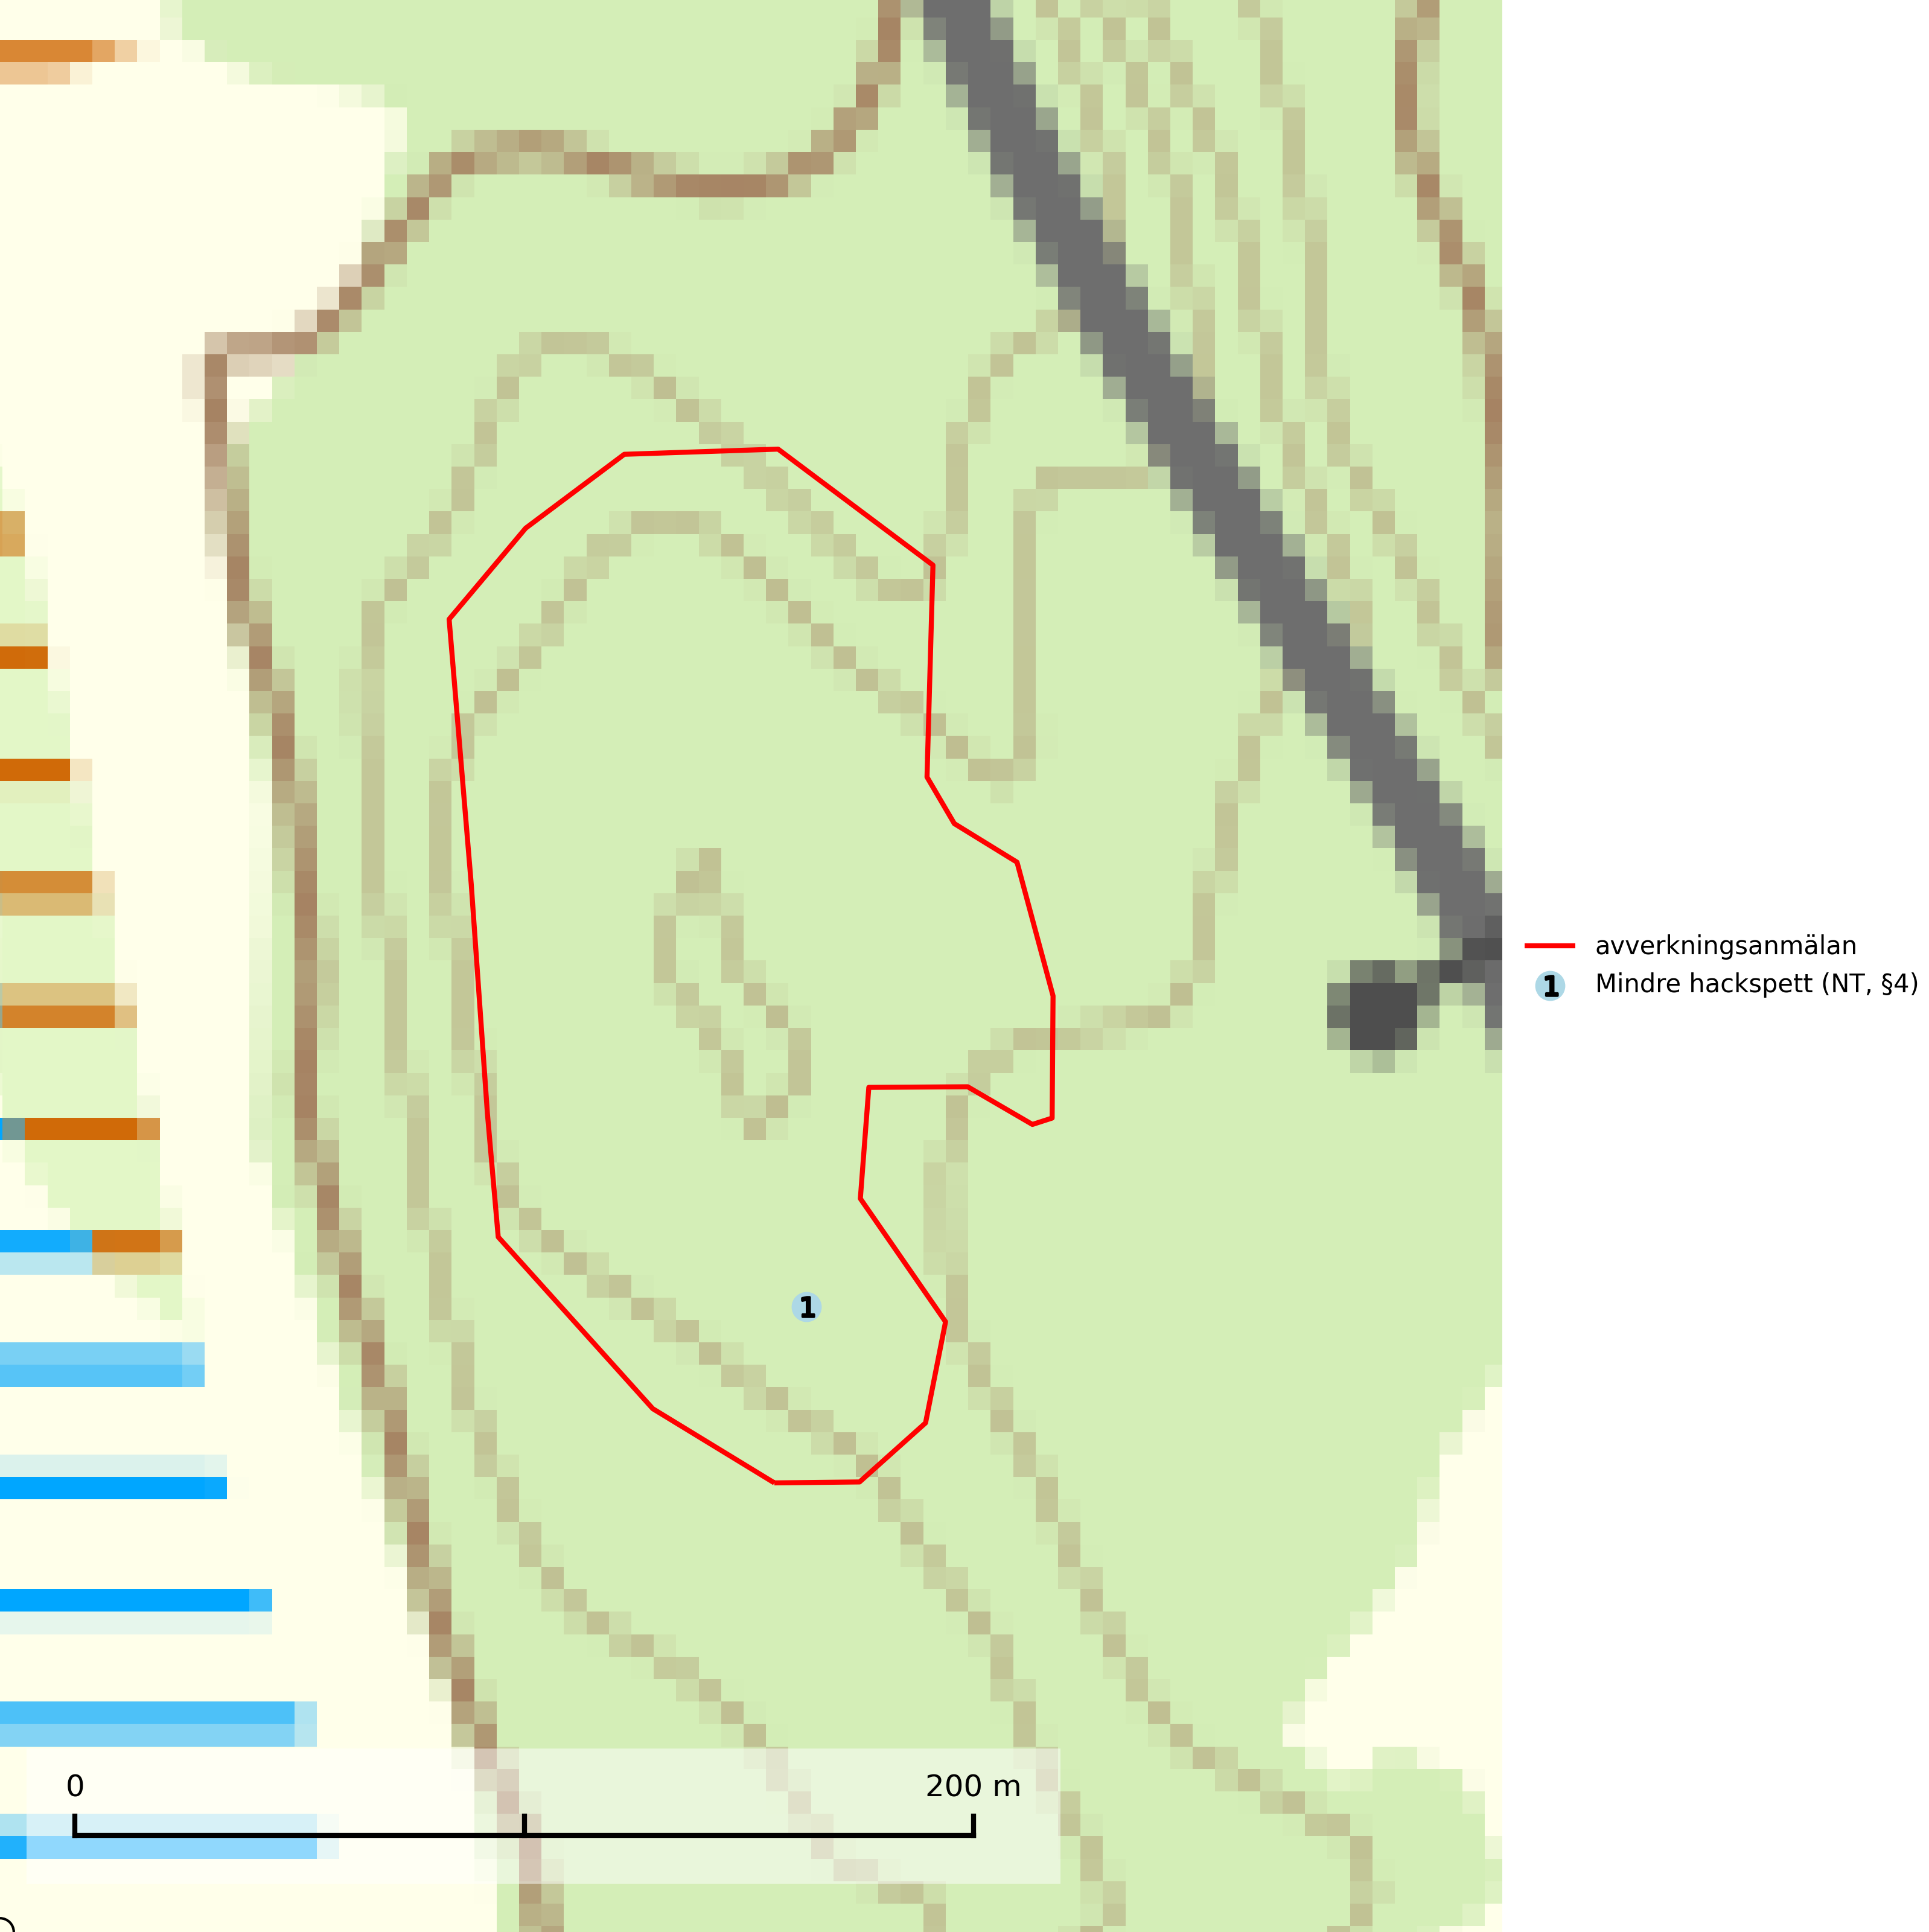 avverkningsanmälan
1 Mindre hackspett (NT, §4)
1
0 200 m